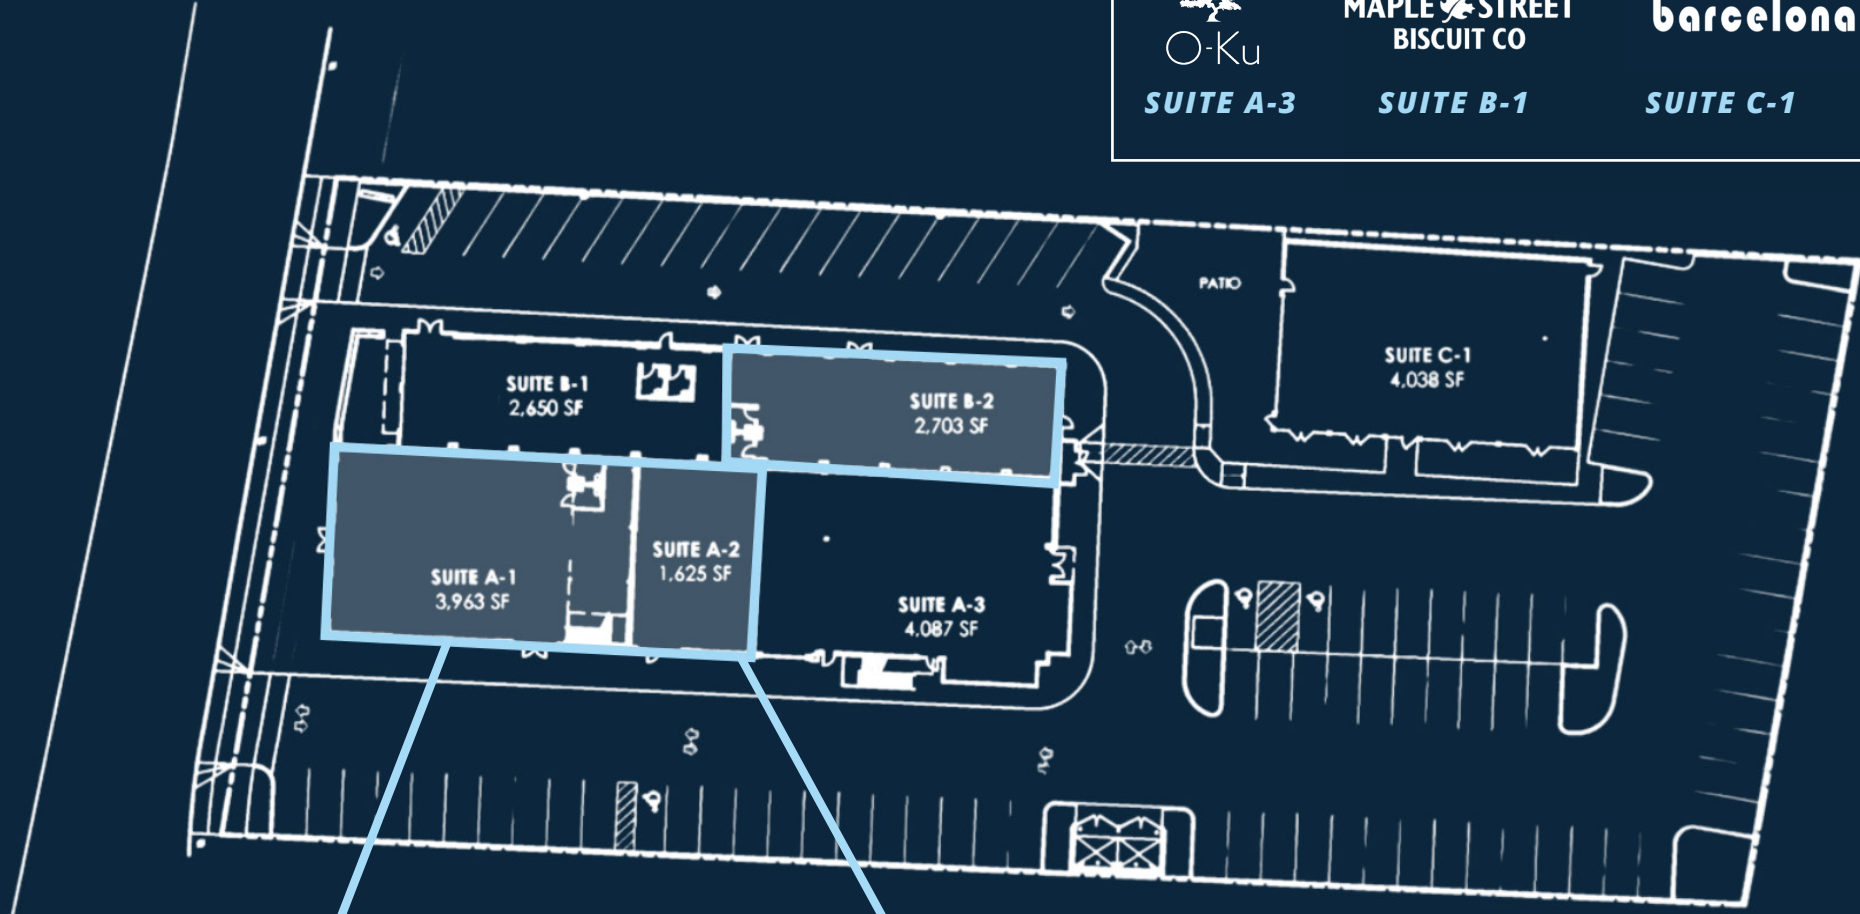 MAPLE STREET
BISCUIT CO
barcelona
O-Ku
SUITE A-3
SUITE B-1
SUITE C-1
PATIO
SUITE C-1
4,038 SF
SUITE B-1
2,650 SF
SUITE B-2
2,703 SF
SUITE A-1
3,963 SF
SUITE A-2
1,625 SF
SUITE A-3
4,087 SF